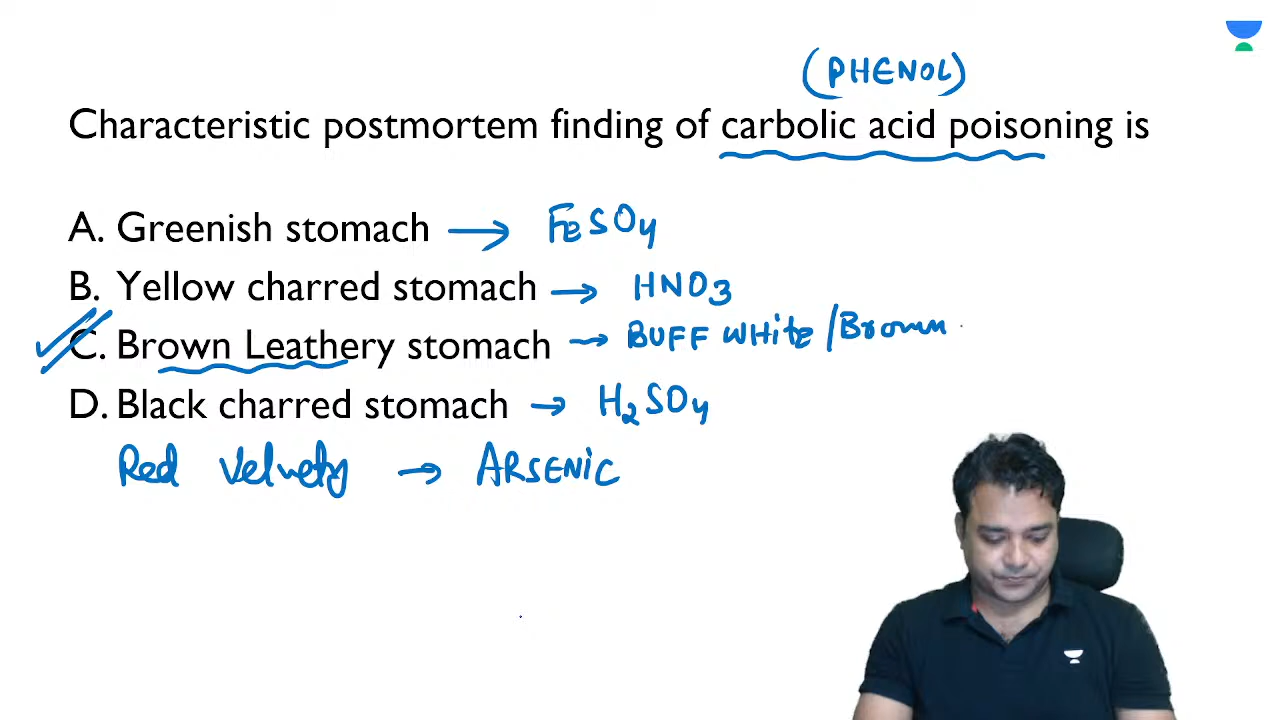 (PHENOL)
Characteristic postmortem finding of carbolic acid poisoning is
A. Greenish stomach → FeSO4
B. Yellow charred stomach → HNO3
C. Brown Leathery stomach → BUFF WHITE/Brown
D. Black charred stomach → H2SO4
Red Velvety → ARSENIC